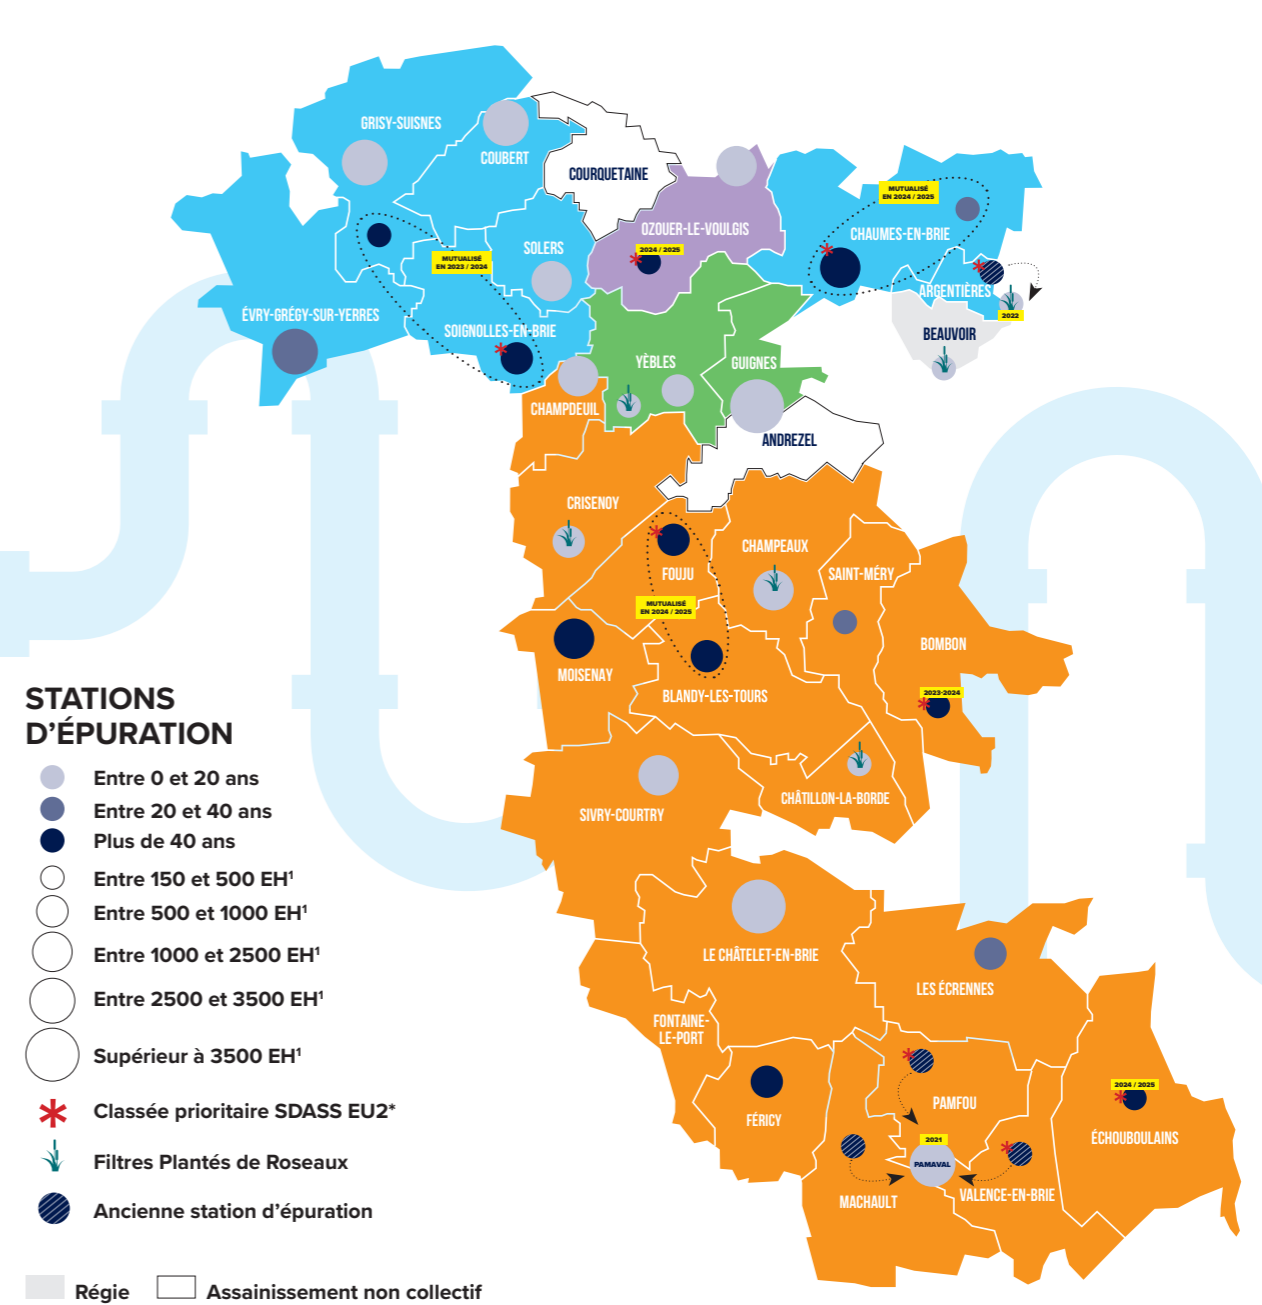 GRISY-SUISNES
COUBERT
COURQUETAINE
OZOUER-LE-VOULGIS
2024 / 2025
SOLERS
MUTUALISÉ
EN 2023 / 2024
MUTUALISÉ
EN 2024 / 2025
CHAUMES-EN-BRIE
ARGENTIÈRES
2022
BEAUVOIR
ÉVRY-GRÉGY-SUR-YERRES
SOIGNOLLES-EN-BRIE
YÈBLES
GUIGNES
CHAMPDEUIL
ANDREZEL
CRISENOY
FOUJU
CHAMPEAUX
SAINT-MÉRY
MUTUALISÉ
EN 2024 / 2025
BOMBON
2023-2024
MOISENAY
BLANDY-LES-TOURS
CHÂTILLON-LA-BORDE
SIVRY-COURTRY
LE CHÂTELET-EN-BRIE
LES ÉCRENNES
FONTAINE-
LE-PORT
FÉRICY
PAMFOU
2021
PAMAVAL
MACHAULT
VALENCE-EN-BRIE
2024 / 2025
ÉCHOUBOULAINS
STATIONS
D'ÉPURATION
Entre 0 et 20 ans
Entre 20 et 40 ans
Plus de 40 ans
Entre 150 et 500 EH¹
Entre 500 et 1000 EH¹
Entre 1000 et 2500 EH¹
Entre 2500 et 3500 EH¹
Supérieur à 3500 EH¹
Classée prioritaire SDASS EU2*
Filtres Plantés de Roseaux
Ancienne station d'épuration
Régie
Assainissement non collectif